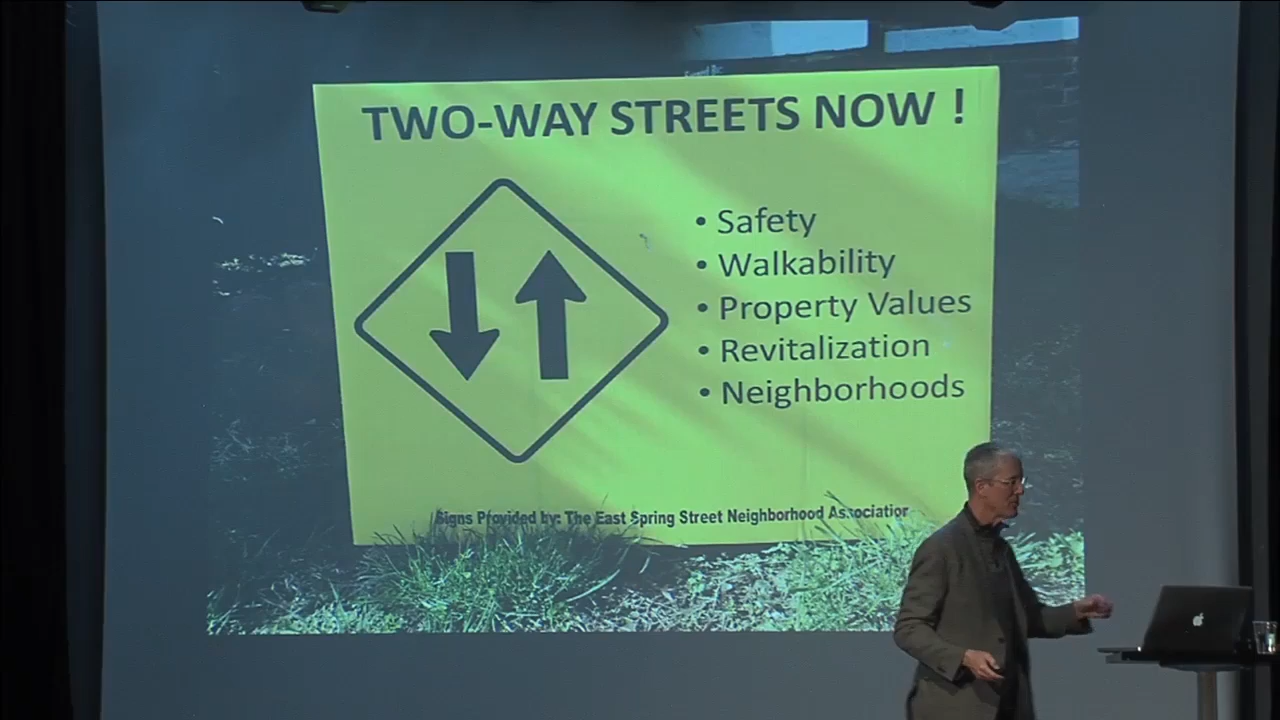 TWO-WAY STREETS NOW !
• Safety
• Walkability
• Property Values
• Revitalization
• Neighborhoods
Signs Provided by: The East Spring Street Neighborhood Association